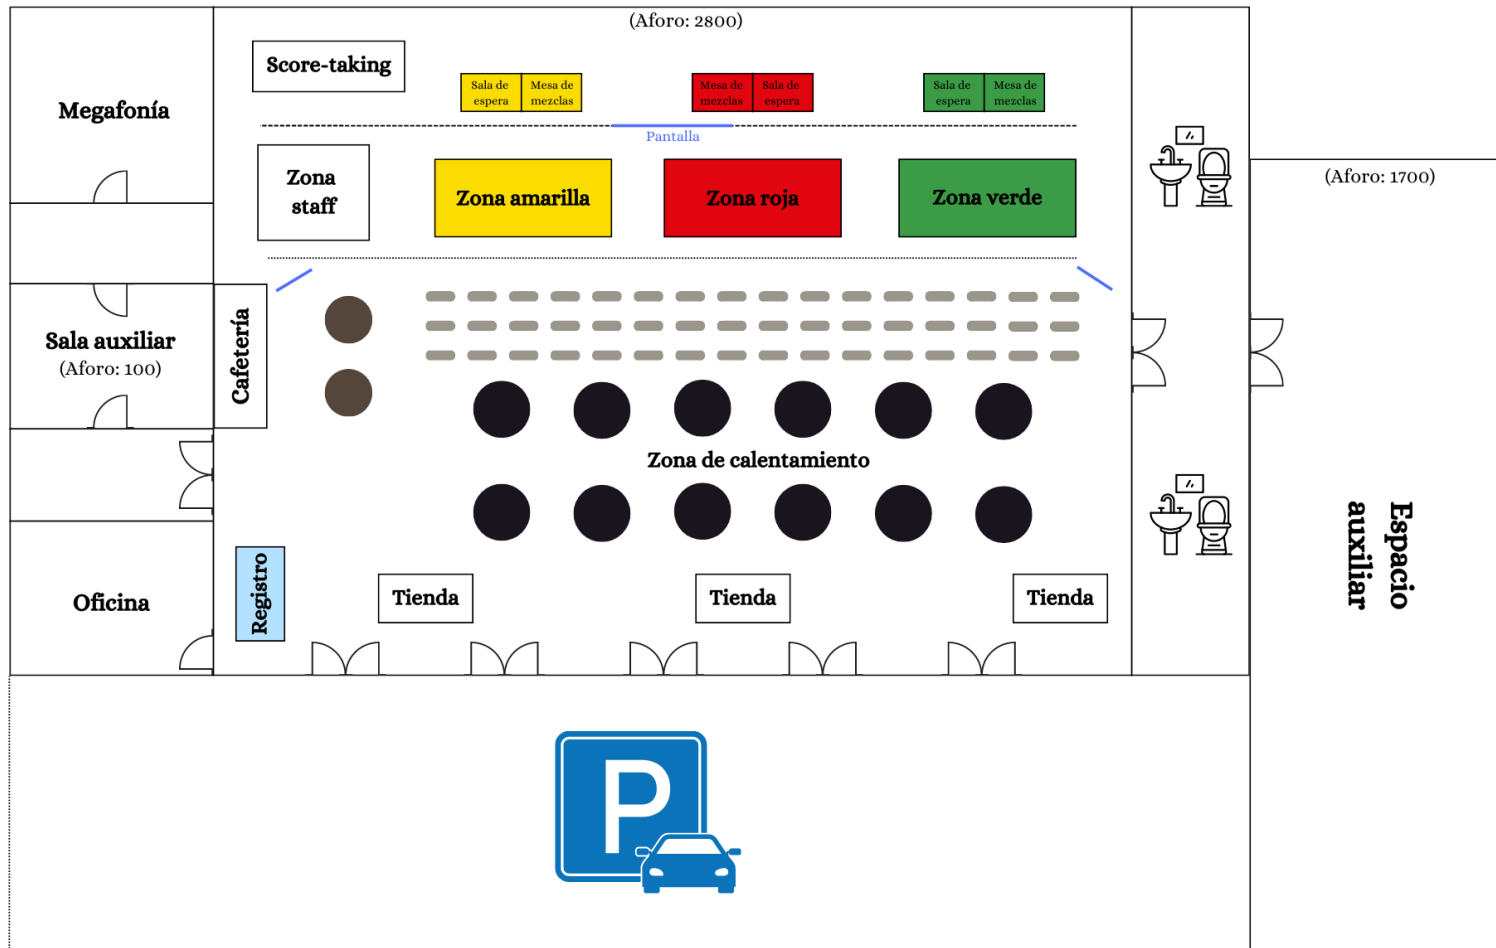 (Aforo: 2800)
Score-taking
Sala de
espera
Mesa de
mezclas
Mesa de
mezclas
Sala de
espera
Sala de
espera
Mesa de
mezclas
Megafonía
Pantalla
Zona
staff
Zona amarilla
Zona roja
Zona verde
(Aforo: 1700)
Sala auxiliar
(Aforo: 100)
Cafetería
Zona de calentamiento
Espacio
auxiliar
Oficina
Registro
Tienda
Tienda
Tienda
P